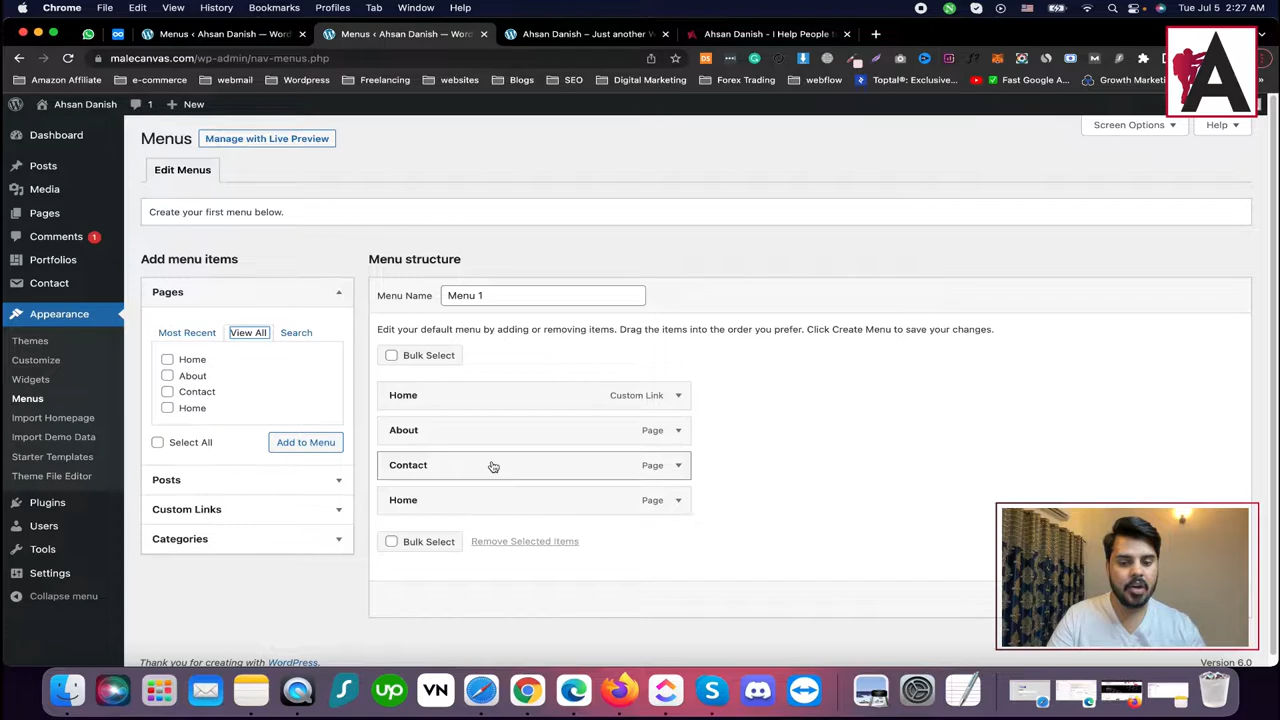 Chrome File Edit View History Bookmarks Profiles Tab Window Help Tue Jul 5 2:27 AM
Menus ‹ Ahsan Danish — Word Menus ‹ Ahsan Danish — Word Ahsan Danish – Just another W Ahsan Danish - I Help People t
malecanvas.com/wp-admin/nav-menus.php
Amazon Affiliate e-commerce webmail WordPress Freelancing websites Blogs SEO Digital Marketing Forex Trading webflow Toptal®: Exclusive... Fast Google A... Growth Market
A
Ahsan Danish 1 New
Screen Options Help
Menus Manage with Live Preview
Edit Menus
Create your first menu below.
Dashboard
Posts
Media
Pages
Comments 1
Portfolios
Contact
Appearance
Themes
Customize
Widgets
Menus
Import Homepage
Import Demo Data
Starter Templates
Theme File Editor
Plugins
Users
Tools
Settings
Collapse menu
Add menu items
Pages
Most Recent View All Search
Home
About
Contact
Home
Select All Add to Menu
Posts
Custom Links
Categories
Menu structure
Menu Name Menu 1
Edit your default menu by adding or removing items. Drag the items into the order you prefer. Click Create Menu to save your changes.
Bulk Select
Home Custom Link
About Page
Contact Page
Home Page
Bulk Select Remove Selected Items
Thank you for creating with WordPress.
Version 6.0
up VN